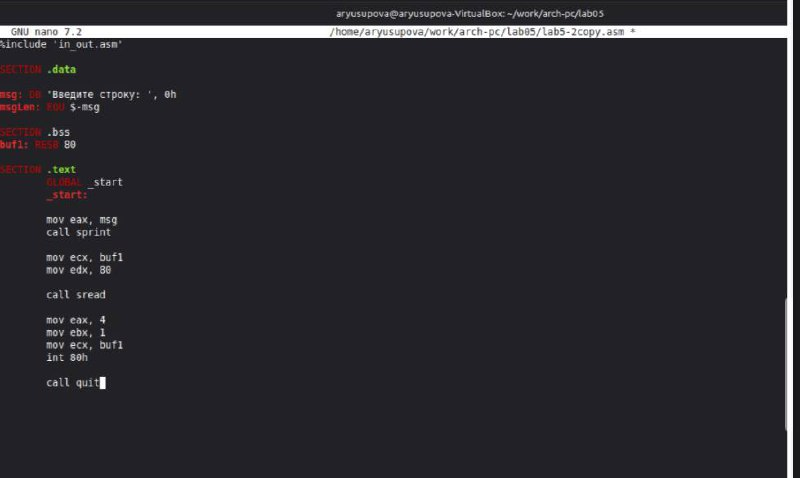 aryusupova@aryusupova-VirtualBox: ~/work/arch-pc/lab05
GNU nano 7.2 /home/aryusupova/work/arch-pc/lab05/lab5-2copy.asm *
%include 'in_out.asm'
SECTION .data
msg: DB 'Введите строку: ', 0h
msgLen: EQU $-msg
SECTION .bss
buf1: RESB 80
SECTION .text
GLOBAL _start
_start:
mov eax, msg
call sprint
mov ecx, buf1
mov edx, 80
call sread
mov eax, 4
mov ebx, 1
mov ecx, buf1
int 80h
call quit